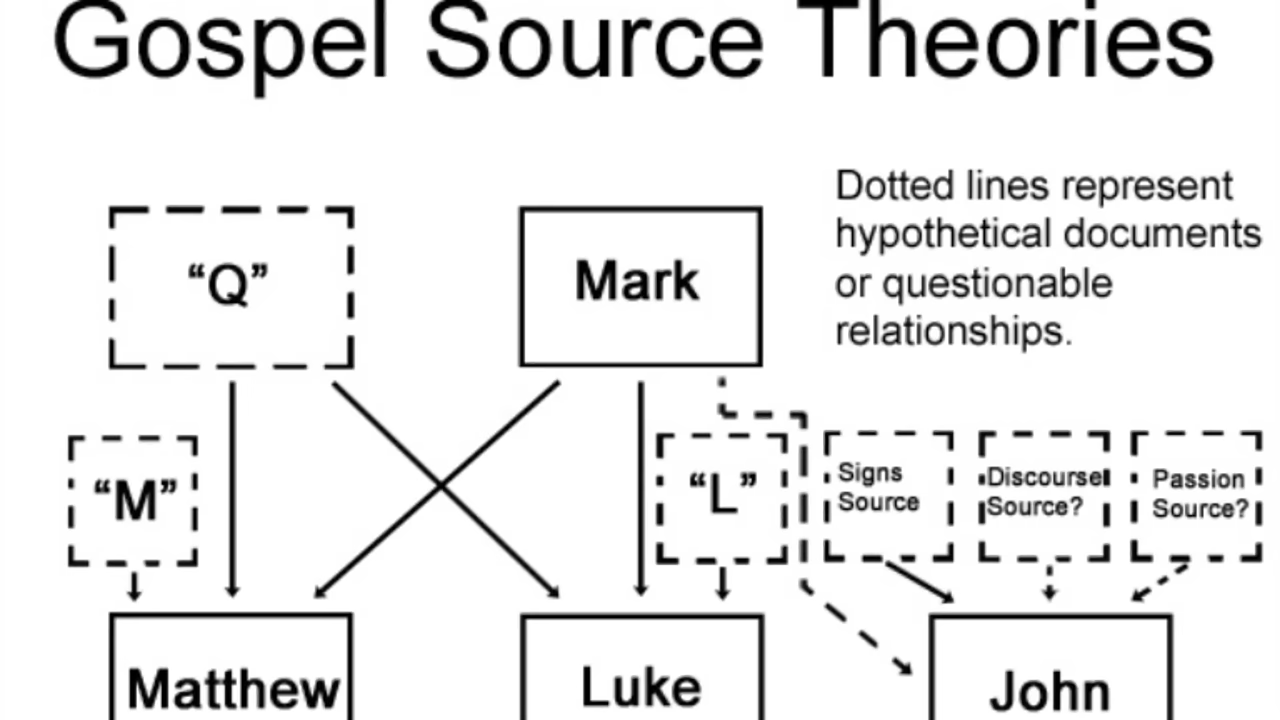 Gospel Source Theories
Dotted lines represent
hypothetical documents
or questionable
relationships.
“Q”
Mark
“M”
“L”
Signs
Source
Discourse
Source?
Passion
Source?
Matthew
Luke
John